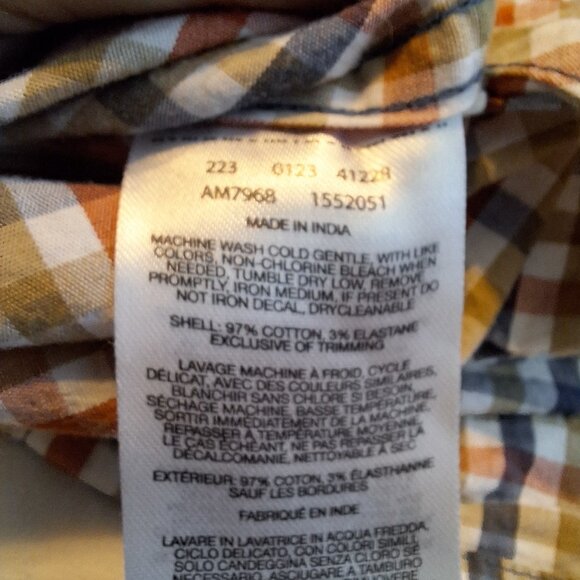 223 0123 41228
AM7968 1552051
MADE IN INDIA
MACHINE WASH COLD GENTLE, WITH LIKE
COLORS, NON-CHLORINE BLEACH WHEN
NEEDED, TUMBLE DRY LOW, REMOVE
PROMPTLY, IRON MEDIUM, IF PRESENT DO
NOT IRON DECAL, DRYCLEANABLE
SHELL: 97% COTTON, 3% ELASTANE
EXCLUSIVE OF TRIMMING
LAVAGE MACHINE À FROID, CYCLE
DÉLICAT, AVEC DES COULEURS SIMILAIRES,
BLANCHIR SANS CHLORE SI BESOIN,
SÉCHAGE MACHINE, BASSE TEMPÉRATURE,
SORTIR IMMÉDIATEMENT DE LA MACHINE,
REPASSER À TEMPÉRATURE MOYENNE,
LE CAS ÉCHÉANT, NE PAS REPASSER LA
DÉCALCOMANIE, NETTOYABLE À SEC
EXTÉRIEUR: 97% COTON, 3% ÉLASTHANNE
SAUF LES BORDURES
FABRIQUÉ EN INDE
LAVARE IN LAVATRICE IN ACQUA FREDDA,
CICLO DELICATO, CON COLORI SIMILI,
SOLO CANDEGGINA SENZA CLORO SE
NECESSARIO, ASCIUGARE A TAMBURO